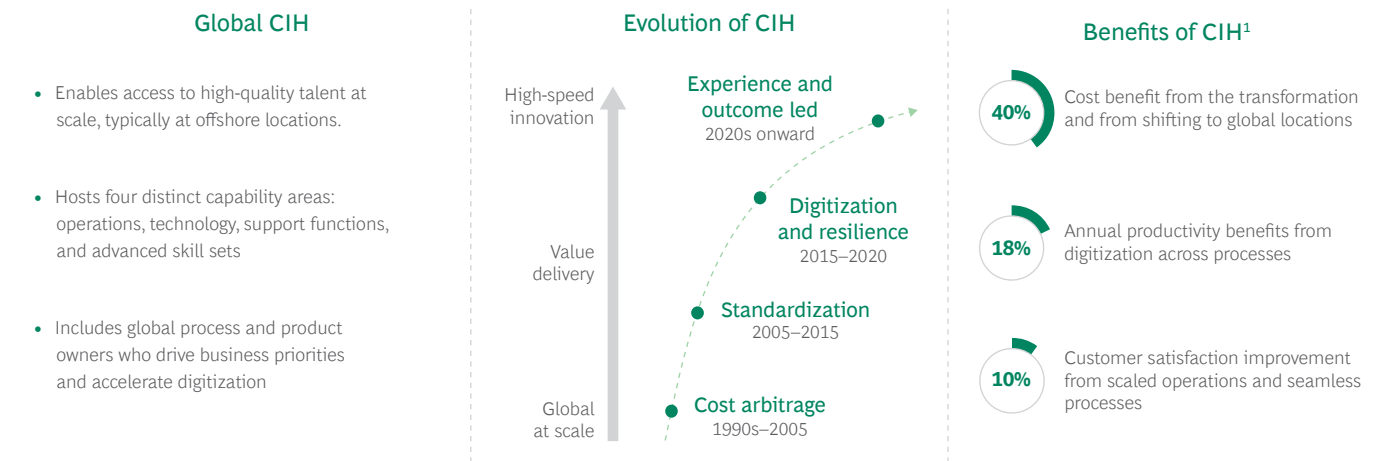 Global CIH
• Enables access to high-quality talent at
scale, typically at offshore locations.
• Hosts four distinct capability areas:
operations, technology, support functions,
and advanced skill sets
• Includes global process and product
owners who drive business priorities
and accelerate digitization
Evolution of CIH
High-speed
innovation
Value
delivery
Global
at scale
Experience and
outcome led
2020s onward
Digitization
and resilience
2015–2020
Standardization
2005–2015
Cost arbitrage
1990s–2005
Benefits of CIH¹
40%
Cost benefit from the transformation
and from shifting to global locations
18%
Annual productivity benefits from
digitization across processes
10%
Customer satisfaction improvement
from scaled operations and seamless
processes